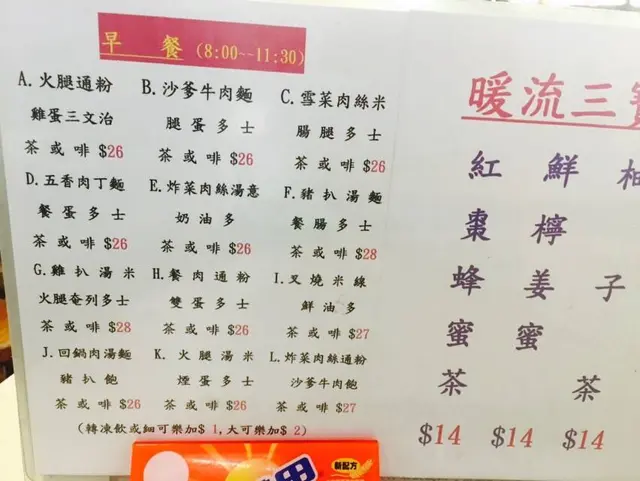 早 餐 (8:00--11:30)
A.火腿通粉
雞蛋三文治
茶或啡 $26
B.沙爹牛肉麵
腿蛋多士
茶或啡 $26
C.雪菜肉絲米
腸腿多士
茶或啡 $26
D.五香肉丁麵
餐蛋多士
茶或啡 $26
E.炸菜肉絲湯意
奶油多
茶或啡 $26
F.豬扒湯麵
餐腸多士
茶或啡 $28
G.雞扒湯米
火腿奄列多士
茶或啡 $28
H.餐肉通粉
雙蛋多士
茶或啡 $26
I.叉燒米線
鮮油多
茶或啡 $27
J.回鍋肉湯麵
豬扒飽
茶或啡 $26
K.火腿湯米
煙蛋多士
茶或啡 $26
L.炸菜肉絲通粉
沙爹牛肉飽
茶或啡 $27
(轉凍飲或細可樂加$ 1,大可樂加$ 2)
暖流三
紅棗蜂蜜茶
$14
鮮檸姜蜜
$14
柚子茶
$14
新配方